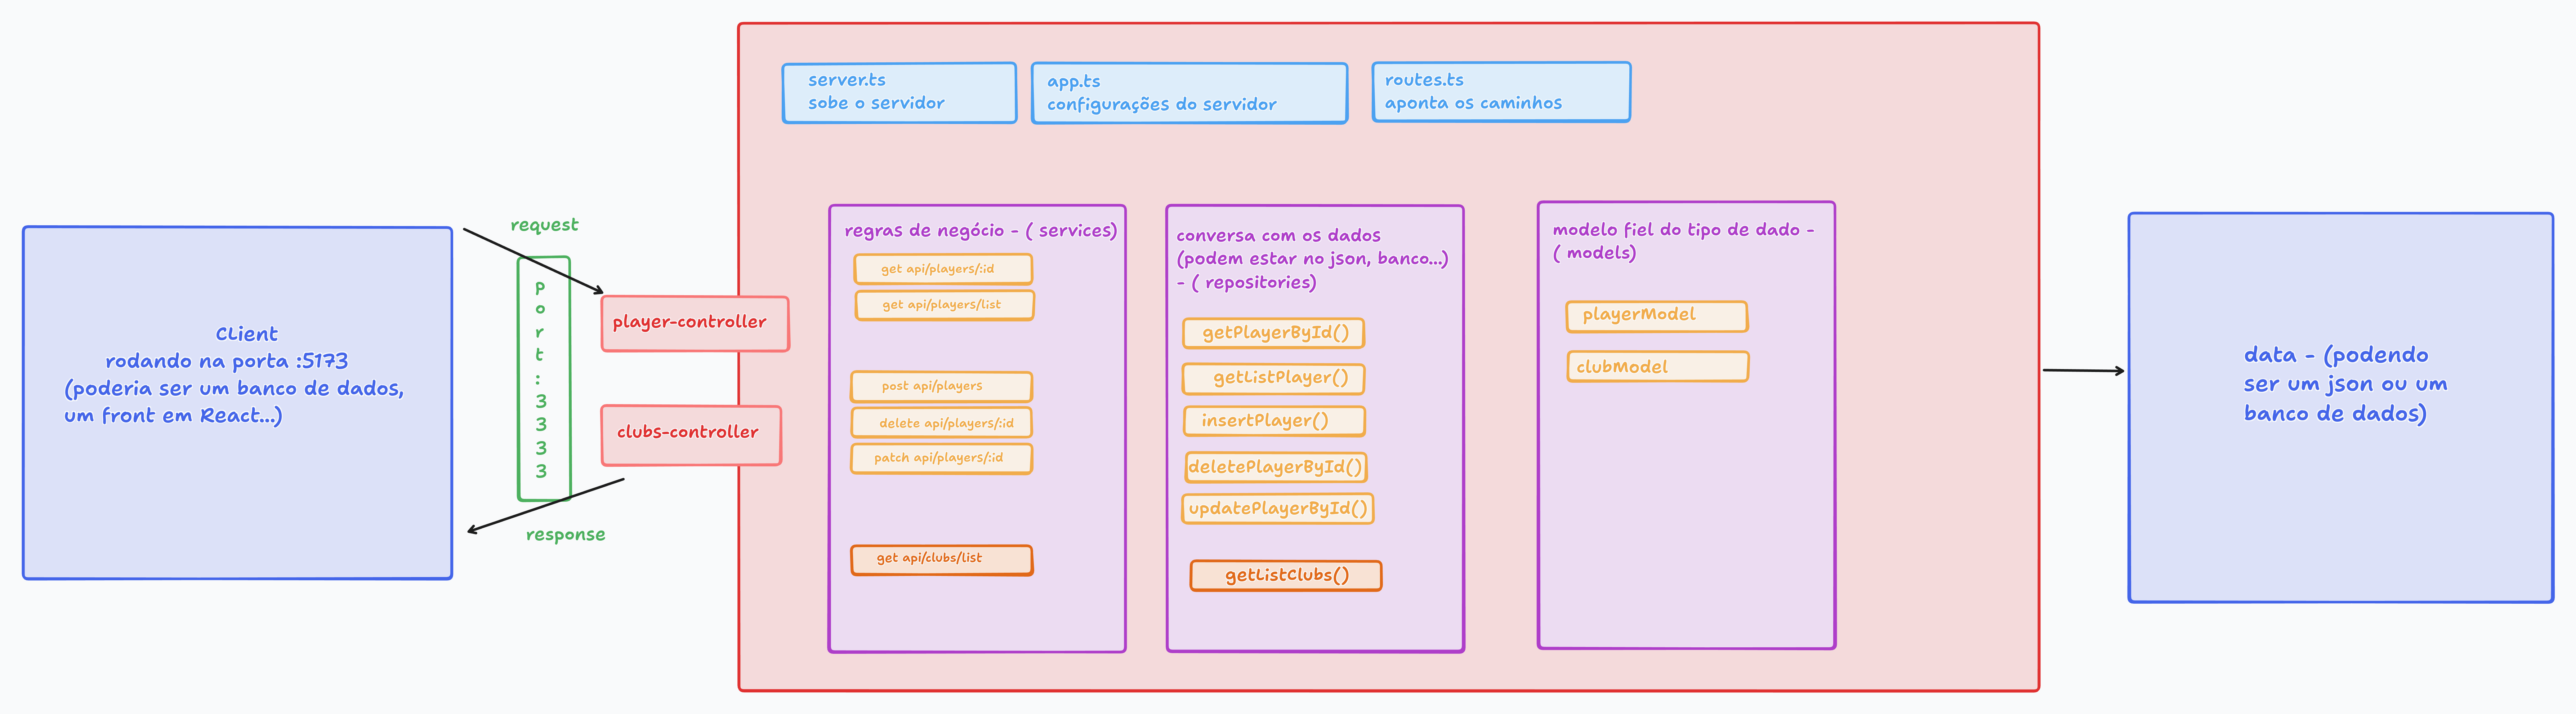 server.ts
sobe o servidor
app.ts
configurações do servidor
routes.ts
aponta os caminhos
CLient
rodando na porta :5173
(poderia ser um banco de dados,
um front em React...)
request
p
o
r
t
:
3
3
3
3
response
player-controller
clubs-controller
regras de negócio - ( services)
get api/players/:id
get api/players/list
post api/players
delete api/players/:id
patch api/players/:id
get api/clubs/list
conversa com os dados
(podem estar no json, banco...)
- ( repositories)
getPlayerById()
getListPlayer()
insertPlayer()
deletePlayerById()
updatePlayerById()
getListClubs()
modelo fiel do tipo de dado -
( models)
playerModel
clubModel
data - (podendo
ser um json ou um
banco de dados)